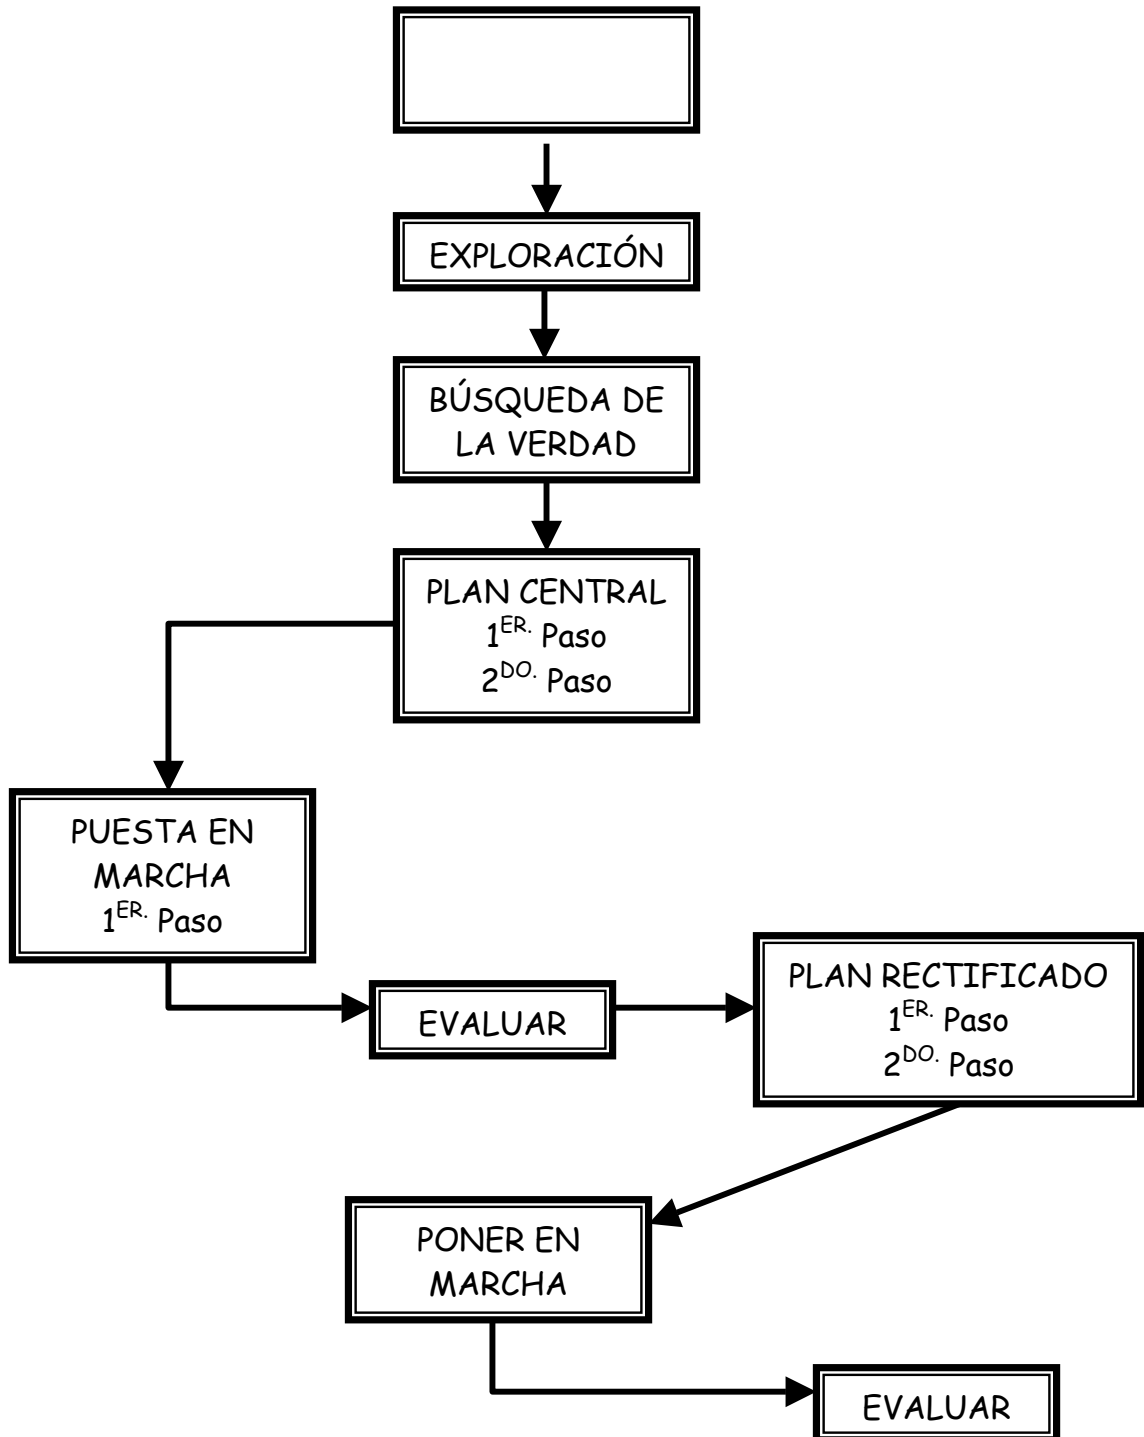 EXPLORACIÓN
BÚSQUEDA DE
LA VERDAD
PLAN CENTRAL
1ER. Paso
2DO. Paso
PUESTA EN
MARCHA
1ER. Paso
EVALUAR
PLAN RECTIFICADO
1ER. Paso
2DO. Paso
PONER EN
MARCHA
EVALUAR